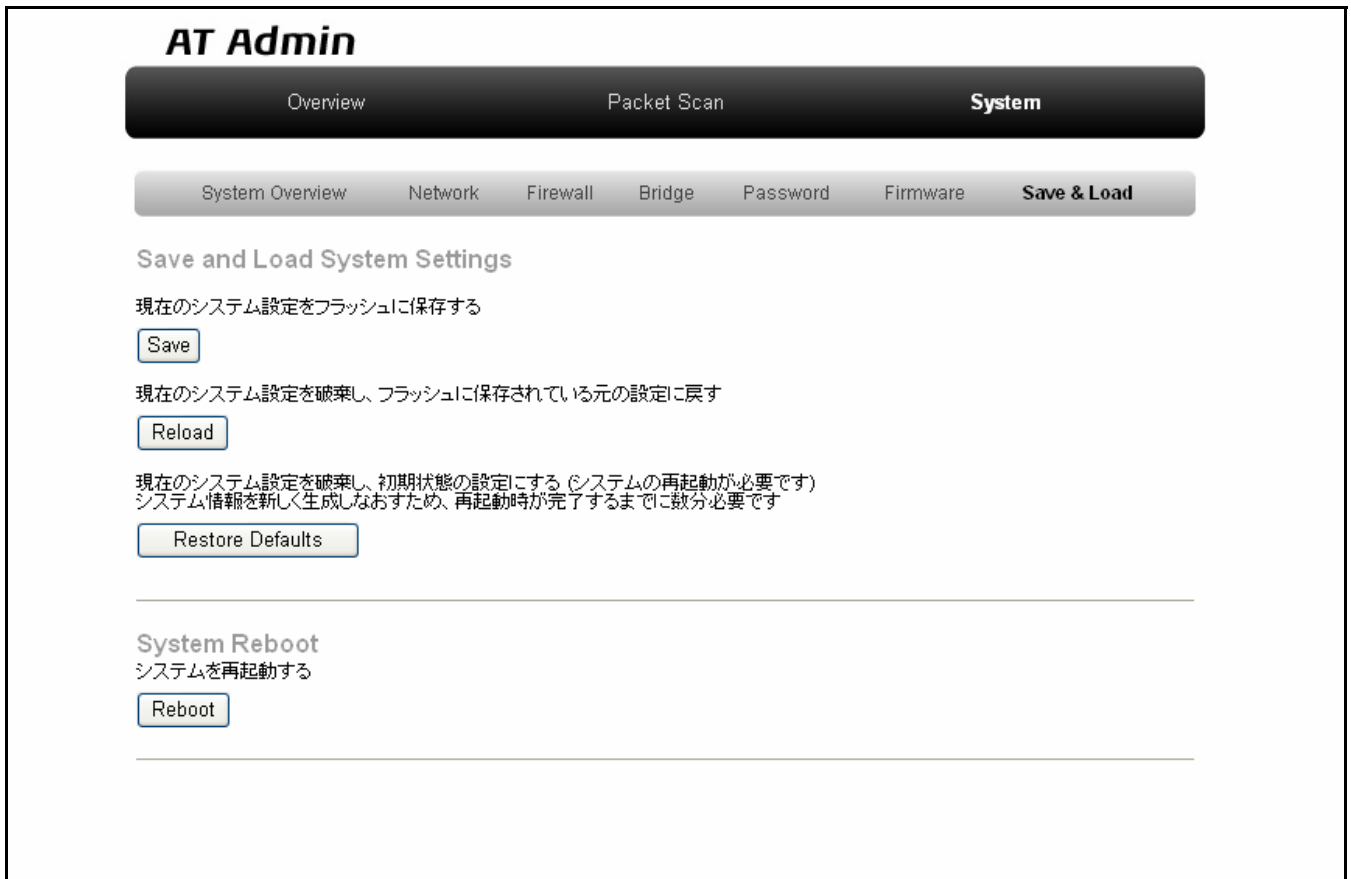 AT Admin
Overview Packet Scan System
System Overview Network Firewall Bridge Password Firmware Save & Load
Save and Load System Settings
現在のシステム設定をフラッシュに保存する
Save
現在のシステム設定を破棄し、フラッシュに保存されている元の設定に戻す
Reload
現在のシステム設定を破棄し、初期状態の設定にする (システムの再起動が必要です)
システム情報を新しく生成しなおすため、再起動時が完了するまでに数分必要です
Restore Defaults
System Reboot
システムを再起動する
Reboot